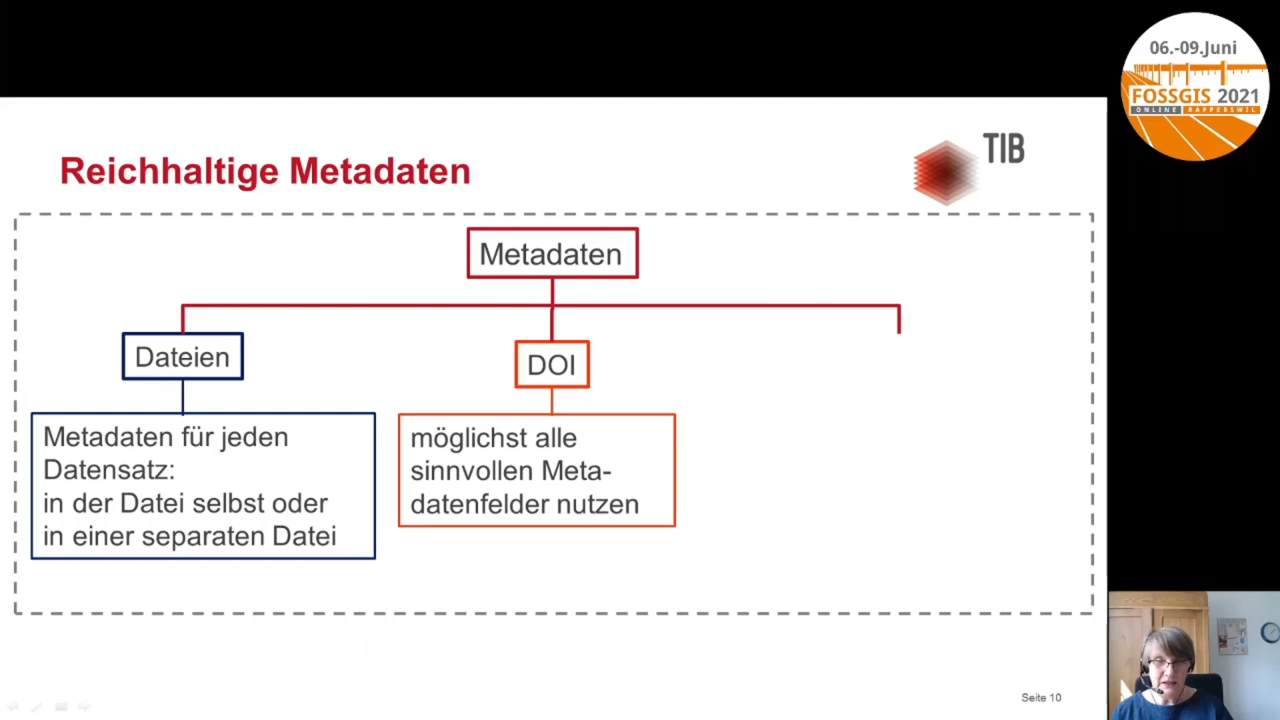 06.-09.Juni
FOSSGIS 2021
ONLINE RAPPERSWIL
TIB
Reichhaltige Metadaten
Metadaten
Dateien
DOI
Metadaten für jeden
Datensatz:
in der Datei selbst oder
in einer separaten Datei
möglichst alle
sinnvollen Meta-
datenfelder nutzen
Seite 10